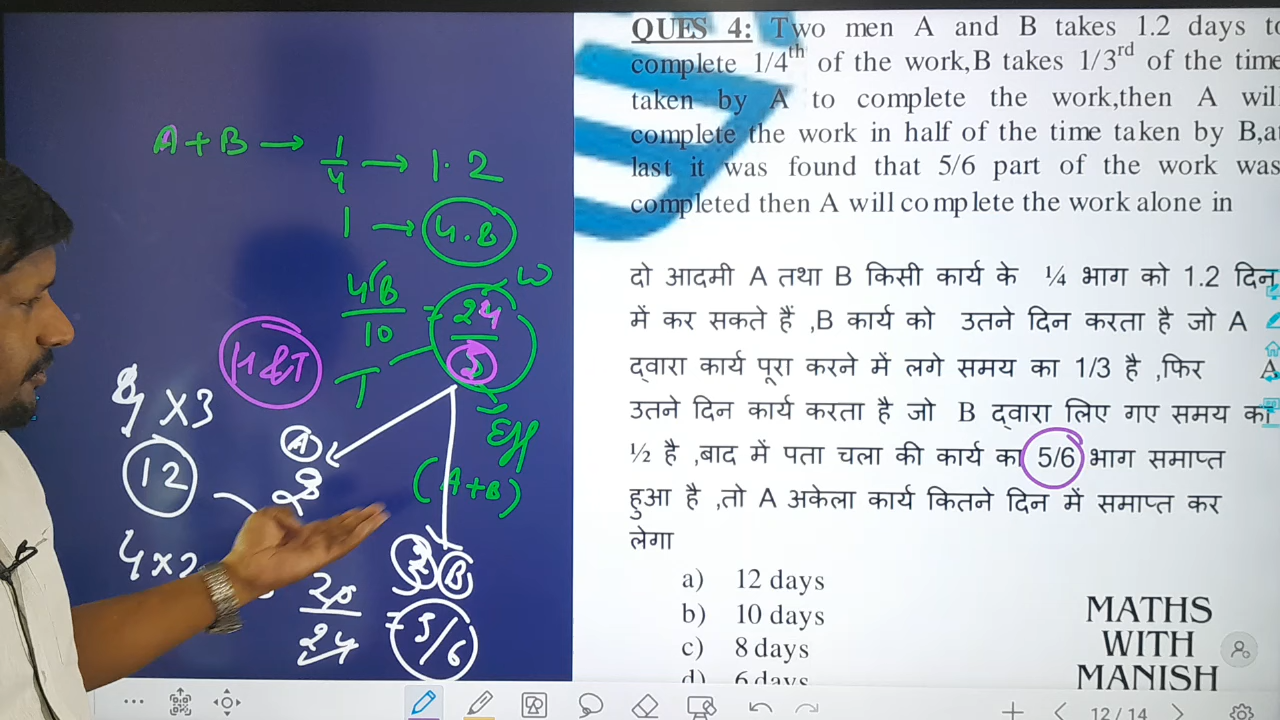 A+B → 1/4 → 1.2
1 → 4.8
48/10 = 24/5
W
T
Eff
(A+B)
H&T
A
B
12
20/24 = 5/6
QUES 4: Two men A and B takes 1.2 days to
complete 1/4th of the work,B takes 1/3rd of the time
taken by A to complete the work,then A will
complete the work in half of the time taken by B,a
last it was found that 5/6 part of the work was
completed then A will complete the work alone in
दो आदमी A तथा B किसी कार्य के ¼ भाग को 1.2 दिन
में कर सकते हैं ,B कार्य को उतने दिन करता है जो A
द्वारा कार्य पूरा करने में लगे समय का 1/3 है ,फिर A
उतने दिन कार्य करता है जो B द्वारा लिए गए समय का
½ है ,बाद में पता चला की कार्य का 5/6 भाग समाप्त
हुआ है ,तो A अकेला कार्य कितने दिन में समाप्त कर
लेगा
a) 12 days
b) 10 days
c) 8 days
d) 6 days
MATHS
WITH
MANISH
12 / 14